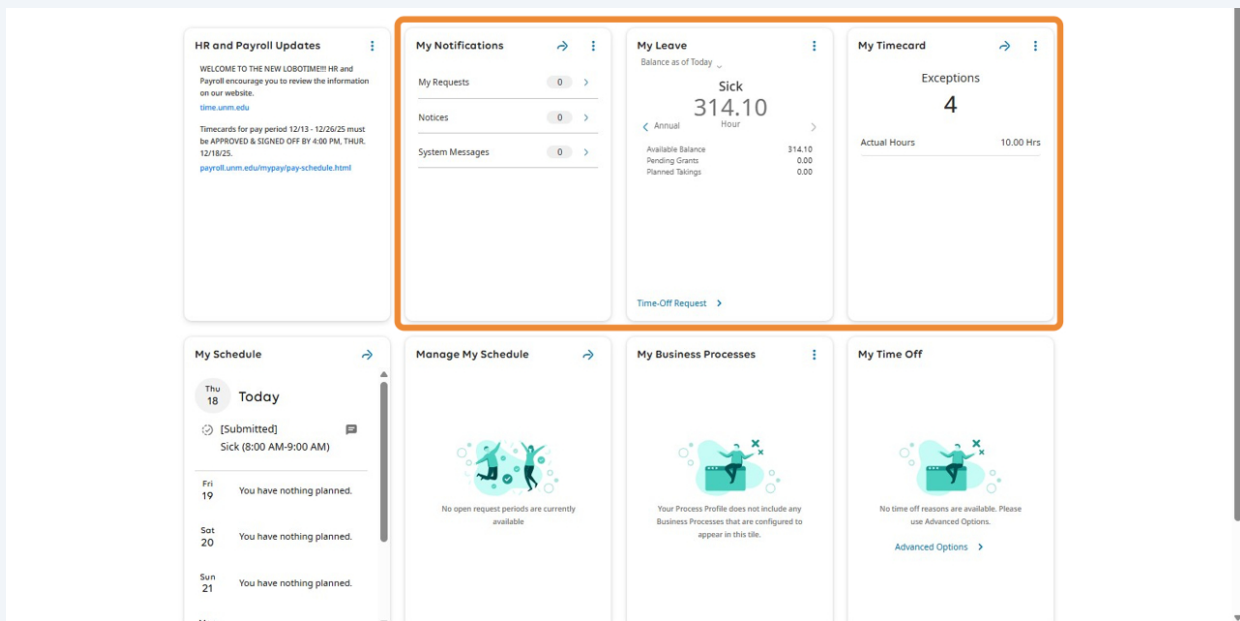 HR and Payroll Updates
WELCOME TO THE NEW LOBOTIME!!! HR and
Payroll encourage you to review the information
on our website.
time.unm.edu
Timecards for pay period 12/13 - 12/26/25 must
be APPROVED & SIGNED OFF BY 4:00 PM, THUR.
12/18/25.
payroll.unm.edu/mypay/pay-schedule.html
My Notifications
My Requests 0
Notices 0
System Messages 0
My Leave
Balance as of Today
Sick
314.10
Hour
Annual
Available Balance 314.10
Pending Grants 0.00
Planned Takings 0.00
Time-Off Request
My Timecard
Exceptions
4
Actual Hours 10.00 Hrs
My Schedule
Thu
18
Today
[Submitted]
Sick (8:00 AM-9:00 AM)
Fri
19
You have nothing planned.
Sat
20
You have nothing planned.
Sun
21
You have nothing planned.
Manage My Schedule
No open request periods are currently
available
My Business Processes
Your Process Profile does not include any
Business Processes that are configured to
appear in this tile.
My Time Off
No time off reasons are available. Please
use Advanced Options.
Advanced Options